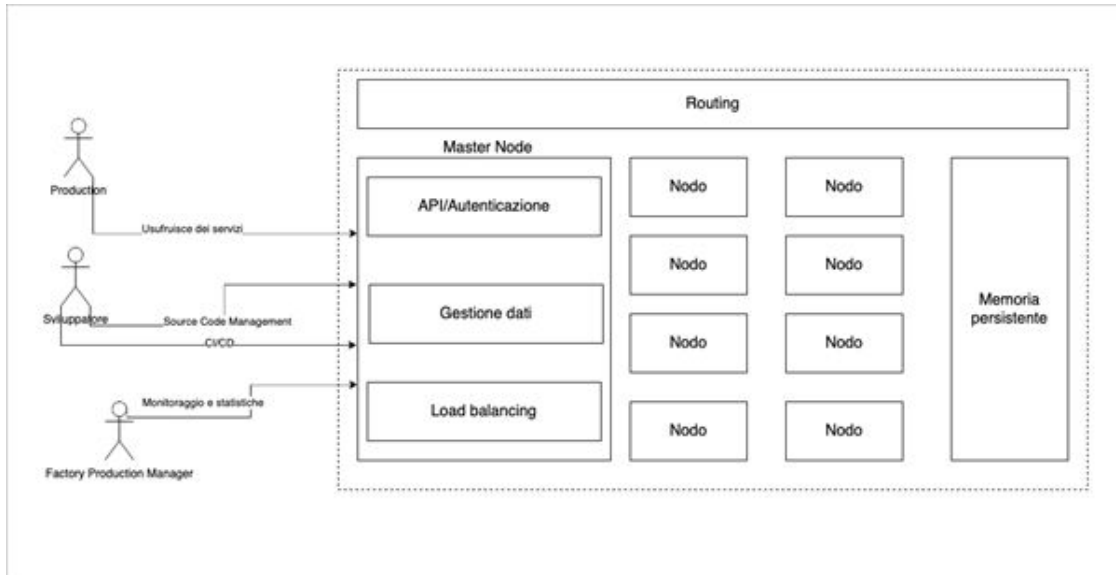 Routing
Master Node
Production
API/Autenticazione
Nodo
Nodo
Usufruisce dei servizi
Nodo
Nodo
Sviluppatore
Source Code Management
CI/CD
Gestione dati
Memoria
persistente
Nodo
Nodo
Monitoraggio e statistiche
Load balancing
Nodo
Nodo
Factory Production Manager